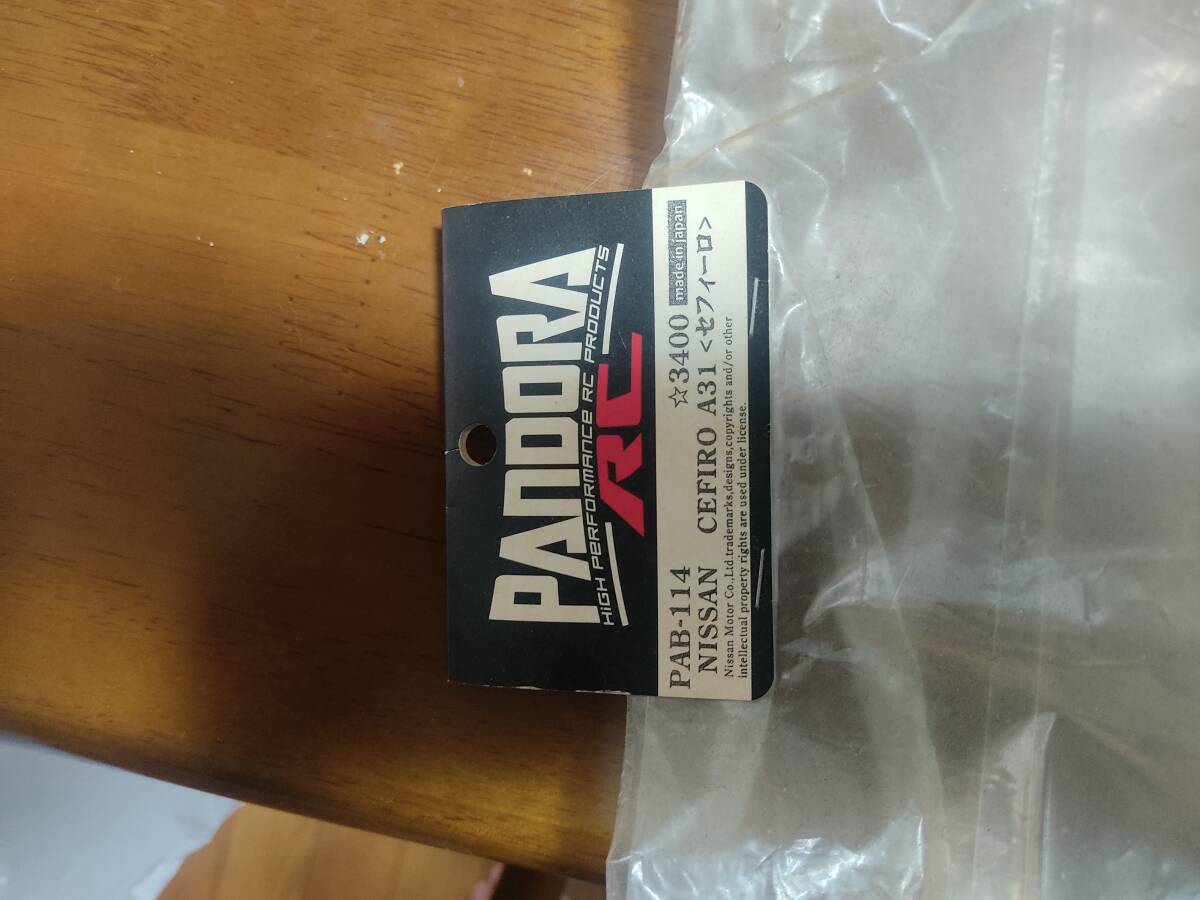 PANDORA
HiGH PERFORMANCE RC PRODUCTS
RC
PAB-114 ☆3400 made in japan
NISSAN CEFIRO A31 <セフィーロ>
Nissan Motor Co.,Ltd.trademarks,designs,copyrights and/or other
intellectual property rights are used under license.